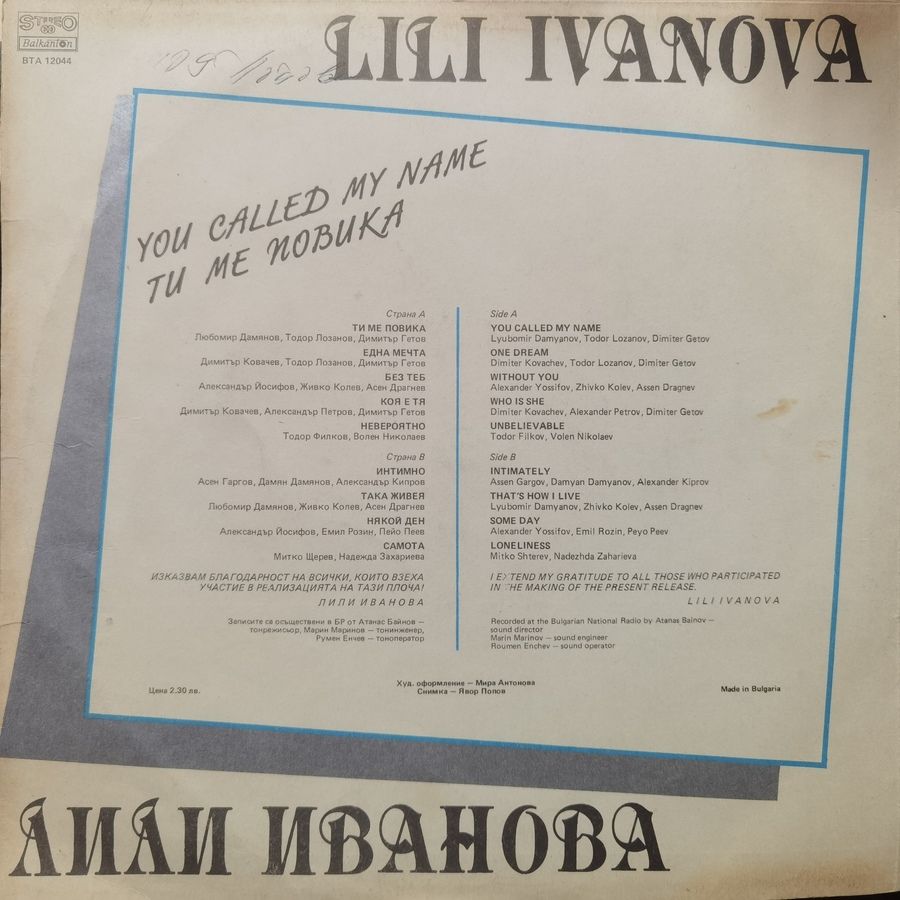 STEREO
Balkanton
ВТА 12044
LILI IVANOVA
YOU CALLED MY NAME
ТИ МЕ ПОВИКА
Страна А
ТИ МЕ ПОВИКА
Любомир Дамянов, Тодор Лозанов, Димитър Гетов
ЕДНА МЕЧТА
Димитър Ковачев, Тодор Лозанов, Димитър Гетов
БЕЗ ТЕБ
Александър Йосифов, Живко Колев, Асен Драгнев
КОЯ Е ТЯ
Димитър Ковачев, Александър Петров, Димитър Гетов
НЕВЕРОЯТНО
Тодор Филков, Волен Николаев
Страна В
ИНТИМНО
Асен Гаргов, Дамян Дамянов, Александър Кипров
ТАКА ЖИВЕЯ
Любомир Дамянов, Живко Колев, Асен Драгнев
НЯКОЙ ДЕН
Александър Йосифов, Емил Розин, Пейо Пеев
САМОТА
Митко Щерев, Надежда Захариева
ИЗКАЗВАМ БЛАГОДАРНОСТ НА ВСИЧКИ, КОИТО ВЗЕХА
УЧАСТИЕ В РЕАЛИЗАЦИЯТА НА ТАЗИ ПЛОЧА!
ЛИЛИ ИВАНОВА
Записите са осъществени в БР от Атанас Байнов –
тонрежисьор, Марин Маринов – тонинженер,
Румен Енчев – тоноператор
Side A
YOU CALLED MY NAME
Lyubomir Damyanov, Todor Lozanov, Dimiter Getov
ONE DREAM
Dimiter Kovachev, Todor Lozanov, Dimiter Getov
WITHOUT YOU
Alexander Yossifov, Zhivko Kolev, Assen Dragnev
WHO IS SHE
Dimiter Kovachev, Alexander Petrov, Dimiter Getov
UNBELIEVABLE
Todor Filkov, Volen Nikolaev
Side B
INTIMATELY
Assen Gargov, Damyan Damyanov, Alexander Kiprov
THAT'S HOW I LIVE
Lyubomir Damyanov, Zhivko Kolev, Assen Dragnev
SOME DAY
Alexander Yossifov, Emil Rozin, Peyo Peev
LONELINESS
Mitko Shterev, Nadezhda Zaharieva
I EXTEND MY GRATITUDE TO ALL THOSE WHO PARTICIPATED
IN THE MAKING OF THE PRESENT RELEASE.
LILI IVANOVA
Recorded at the Bulgarian National Radio by Atanas Bainov –
sound director
Marin Marinov – sound engineer
Roumen Enchev – sound operator
Цена 2.30 лв.
Худ. оформление – Мира Антонова
Снимка – Явор Попов
Made in Bulgaria
ЛИЛИ ИВАНОВА